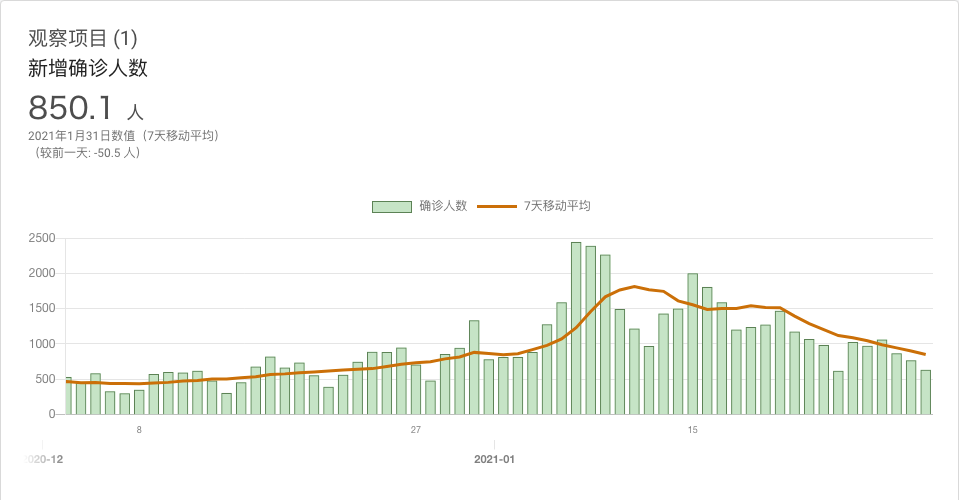 观察项目 (1)
新增确诊人数
850.1 人
2021年1月31日数值（7天移动平均）
（较前一天: -50.5 人）
确诊人数 7天移动平均
2500
2000
1500
1000
500
0
8 27 15
2020-12 2021-01